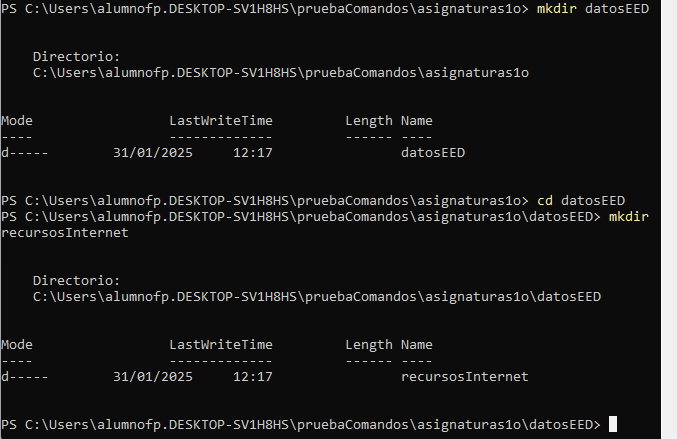 PS C:\Users\alumnofp.DESKTOP-SV1H8HS\pruebaComandos\asignaturas1o> mkdir datosEED
Directorio:
C:\Users\alumnofp.DESKTOP-SV1H8HS\pruebaComandos\asignaturas1o
Mode LastWriteTime Length Name
---- ------------- ------ ----
d----- 31/01/2025 12:17 datosEED
PS C:\Users\alumnofp.DESKTOP-SV1H8HS\pruebaComandos\asignaturas1o> cd datosEED
PS C:\Users\alumnofp.DESKTOP-SV1H8HS\pruebaComandos\asignaturas1o\datosEED> mkdir
recursosInternet
Directorio:
C:\Users\alumnofp.DESKTOP-SV1H8HS\pruebaComandos\asignaturas1o\datosEED
Mode LastWriteTime Length Name
---- ------------- ------ ----
d----- 31/01/2025 12:17 recursosInternet
PS C:\Users\alumnofp.DESKTOP-SV1H8HS\pruebaComandos\asignaturas1o\datosEED>